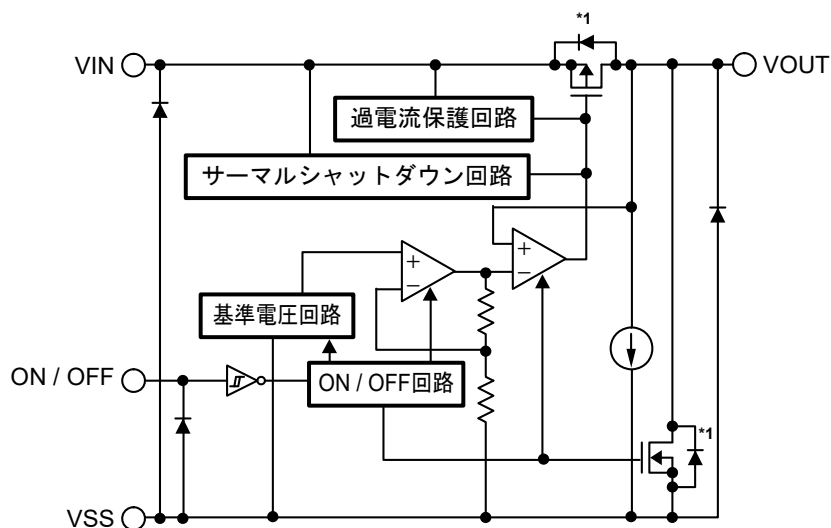 *1
VIN
VOUT
過電流保護回路
サーマルシャットダウン回路
+
−
+
−
基準電圧回路
ON / OFF
ON / OFF回路
*1
VSS